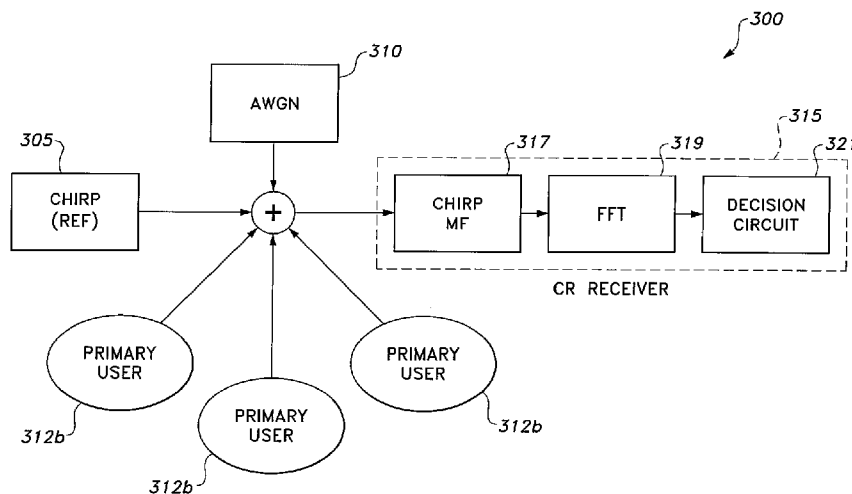 300
310
AWGN
315
305
317
319
321
CHIRP
(REF)
+
CHIRP
MF
FFT
DECISION
CIRCUIT
CR RECEIVER
PRIMARY
USER
PRIMARY
USER
PRIMARY
USER
312b
312b
312b